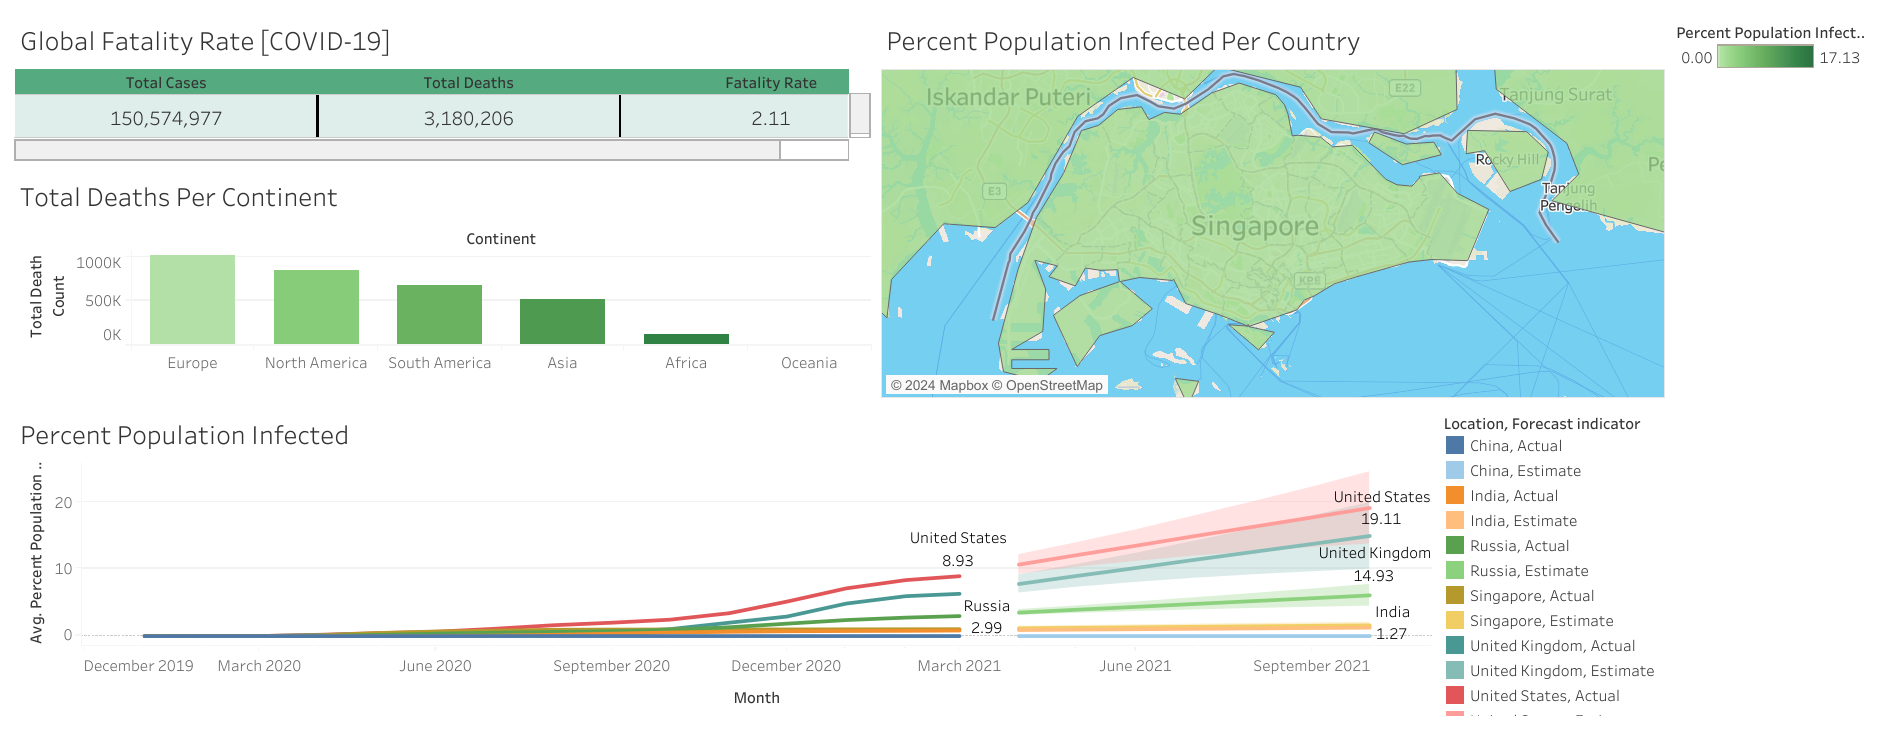 Global Fatality Rate [COVID-19]
Total Cases
Total Deaths
Fatality Rate
150,574,977
3,180,206
2.11
Total Deaths Per Continent
Continent
Total Death
Count
1000K
500K
0K
Europe
North America
South America
Asia
Africa
Oceania
Percent Population Infected Per Country
Iskandar Puteri
E22
Tanjung Surat
Rocky Hill
Pe
E3
Tanjung
Pengelih
Singapore
KPE
© 2024 Mapbox © OpenStreetMap
Percent Population Infect..
0.00
17.13
Percent Population Infected
Avg. Percent Population ..
20
10
0
United States
8.93
Russia
2.99
United States
19.11
United Kingdom
14.93
India
1.27
December 2019
March 2020
June 2020
September 2020
December 2020
March 2021
June 2021
September 2021
Month
Location, Forecast indicator
China, Actual
China, Estimate
India, Actual
India, Estimate
Russia, Actual
Russia, Estimate
Singapore, Actual
Singapore, Estimate
United Kingdom, Actual
United Kingdom, Estimate
United States, Actual